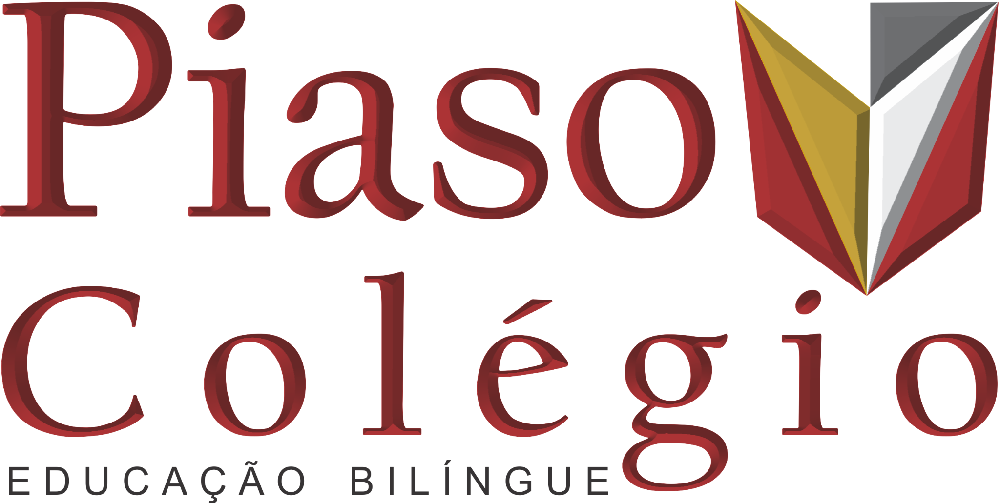 Piaso
Colégio
EDUCAÇÃO BILÍNGUE